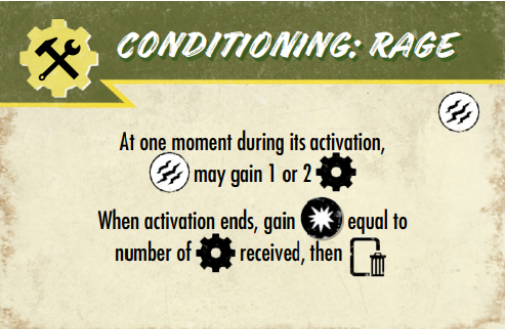 CONDITIONING: RAGE
At one moment during its activation,
may gain 1 or 2
When activation ends, gain equal to
number of received, then